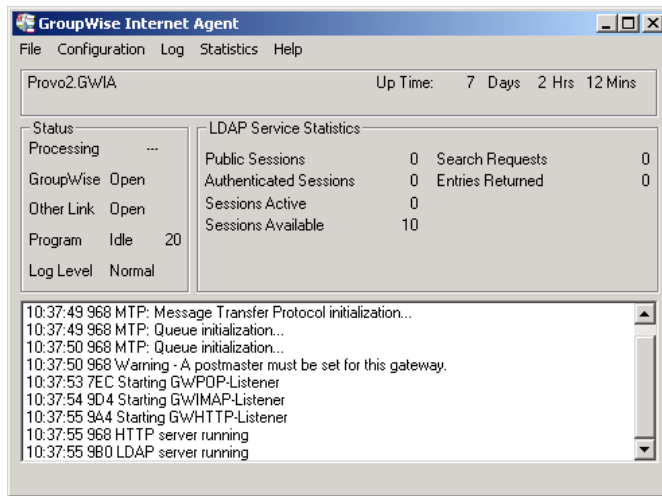 GroupWise Internet Agent
File Configuration Log Statistics Help
Provo2.GWIA Up Time: 7 Days 2 Hrs 12 Mins
Status
Processing ---
GroupWise Open
Other Link Open
Program Idle 20
Log Level Normal
LDAP Service Statistics
Public Sessions 0 Search Requests 0
Authenticated Sessions 0 Entries Returned 0
Sessions Active 0
Sessions Available 10
10:37:49 968 MTP: Message Transfer Protocol initialization...
10:37:49 968 MTP: Queue initialization...
10:37:50 968 MTP: Queue initialization...
10:37:50 968 Warning - A postmaster must be set for this gateway.
10:37:53 7EC Starting GWPOP-Listener
10:37:54 9D4 Starting GWIMAP-Listener
10:37:55 9A4 Starting GWHTTP-Listener
10:37:55 968 HTTP server running
10:37:55 9B0 LDAP server running